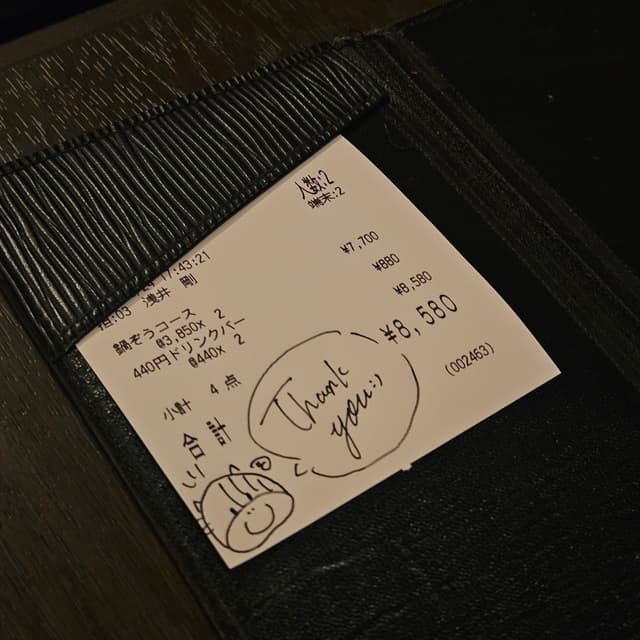 人数:2
端末:2
17:43:21
担:03 浅井 剛
鍋ぞうコース
@3,850x 2 ¥7,700
440円ドリンクバー
@440x 2 ¥880
小計 4 点 ¥8,580
合計 ¥8,580
(002463)
Thank
you:)